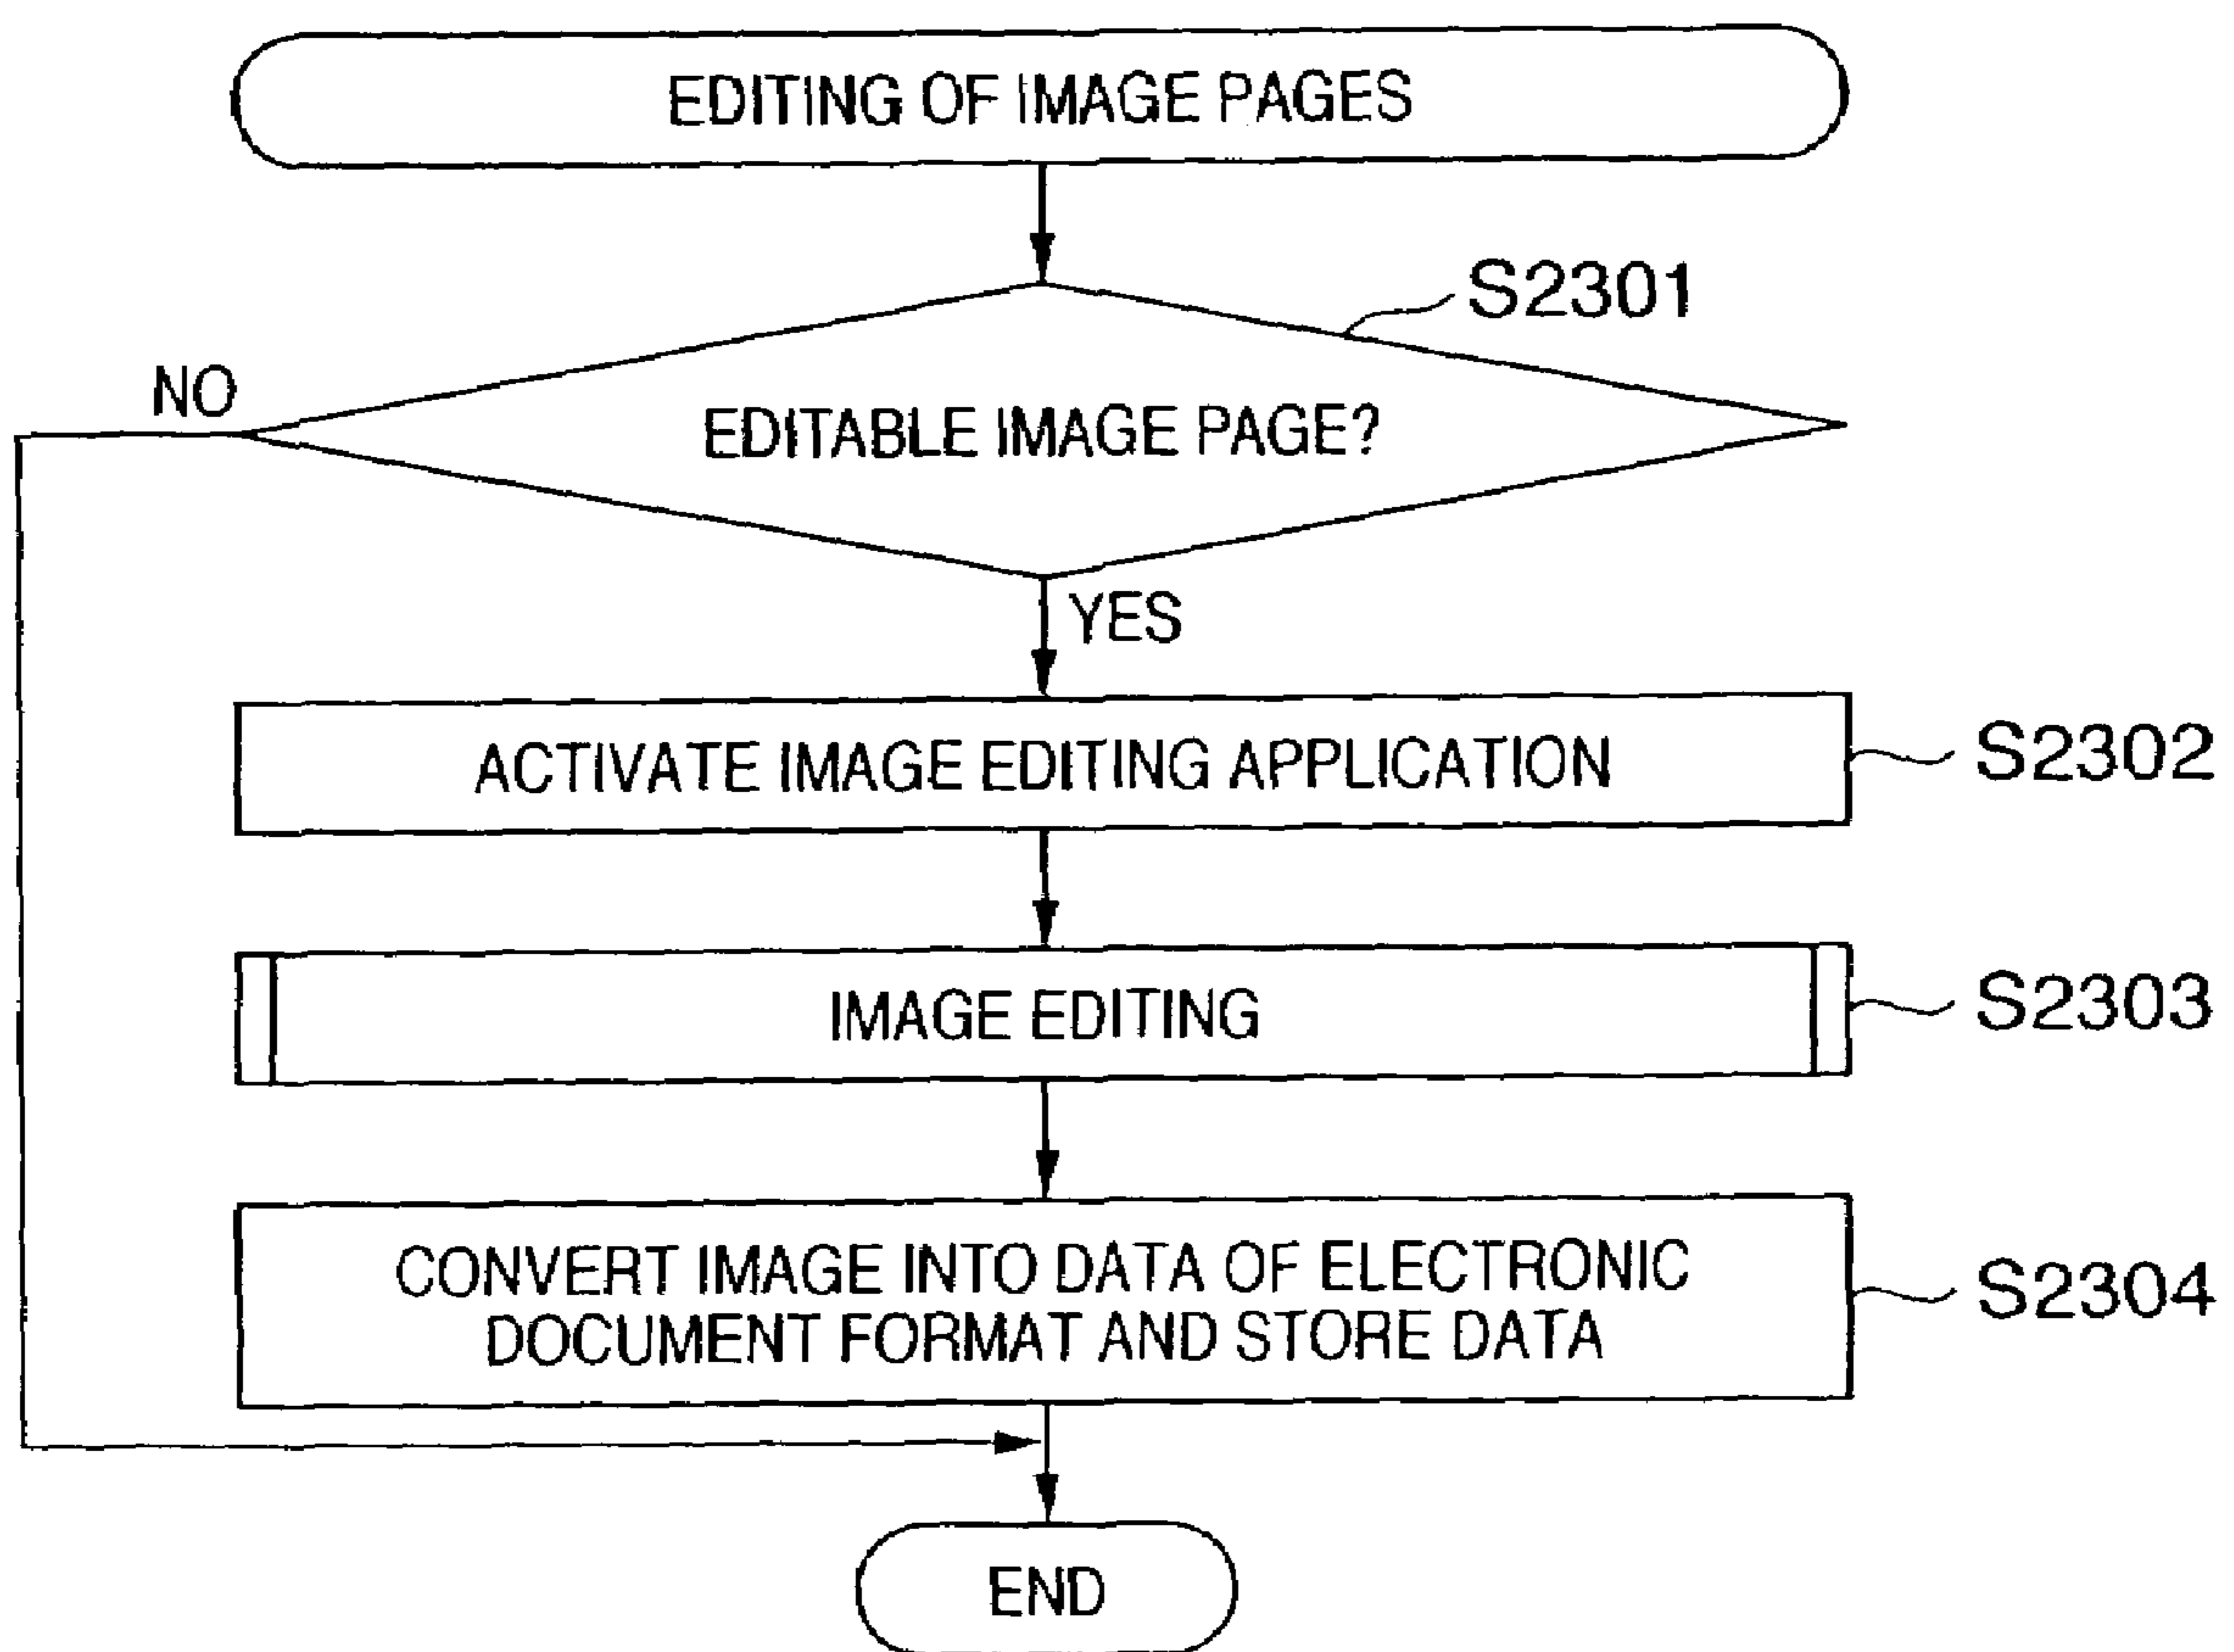 EDITING OF IMAGE PAGES
S2301
NO
EDITABLE IMAGE PAGE?
YES
ACTIVATE IMAGE EDITING APPLICATION
S2302
IMAGE EDITING
S2303
CONVERT IMAGE INTO DATA OF ELECTRONIC
DOCUMENT FORMAT AND STORE DATA
S2304
END